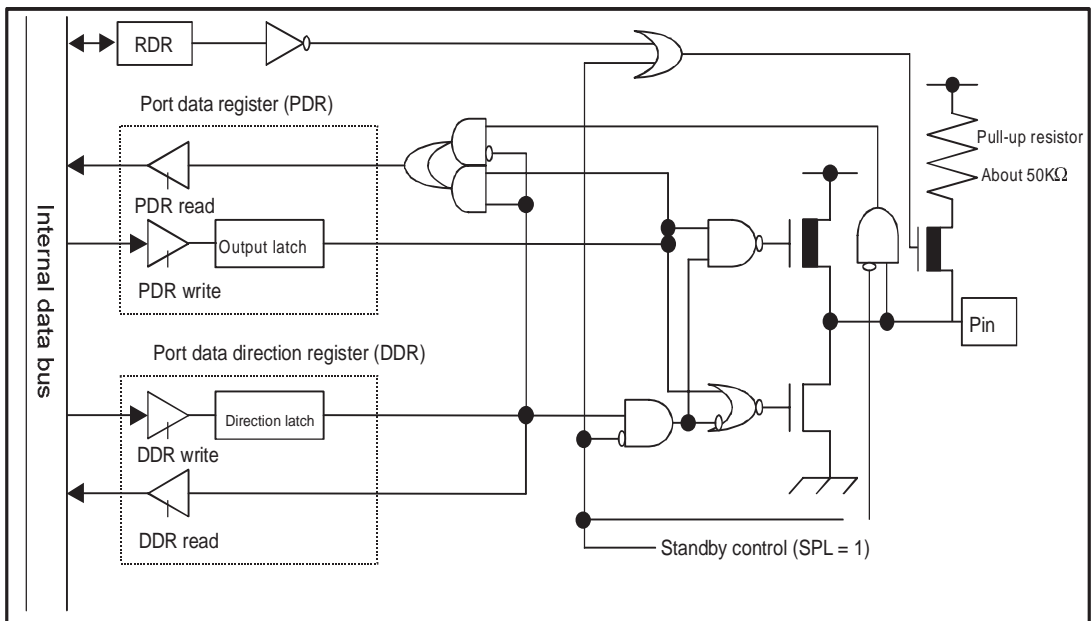 RDR
Port data register (PDR)
PDR read
Output latch
PDR write
Internal data bus
Port data direction register (DDR)
Direction latch
DDR write
DDR read
Pull-up resistor
About 50KΩ
Pin
Standby control (SPL = 1)